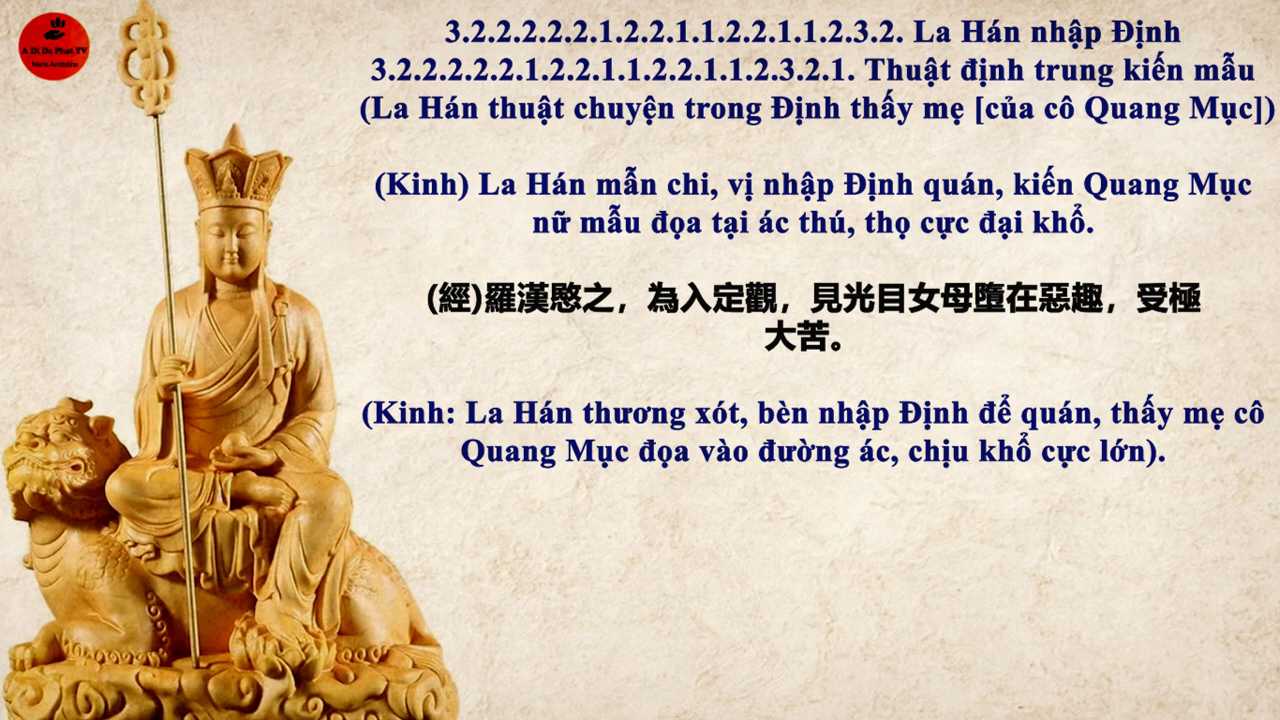 A Di Da Phat TV
Namo Amitabha
3.2.2.2.2.2.1.2.2.1.1.2.2.1.1.2.3.2. La Hán nhập Định
3.2.2.2.2.2.1.2.2.1.1.2.2.1.1.2.3.2.1. Thuật định trung kiến mẫu
(La Hán thuật chuyện trong Định thấy mẹ [của cô Quang Mục])
(Kinh) La Hán mẫn chi, vị nhập Định quán, kiến Quang Mục
nữ mẫu đọa tại ác thú, thọ cực đại khổ.
(經)羅漢愍之，為入定觀，見光目女母墮在惡趣，受極
大苦。
(Kinh: La Hán thương xót, bèn nhập Định để quán, thấy mẹ cô
Quang Mục đọa vào đường ác, chịu khổ cực lớn).